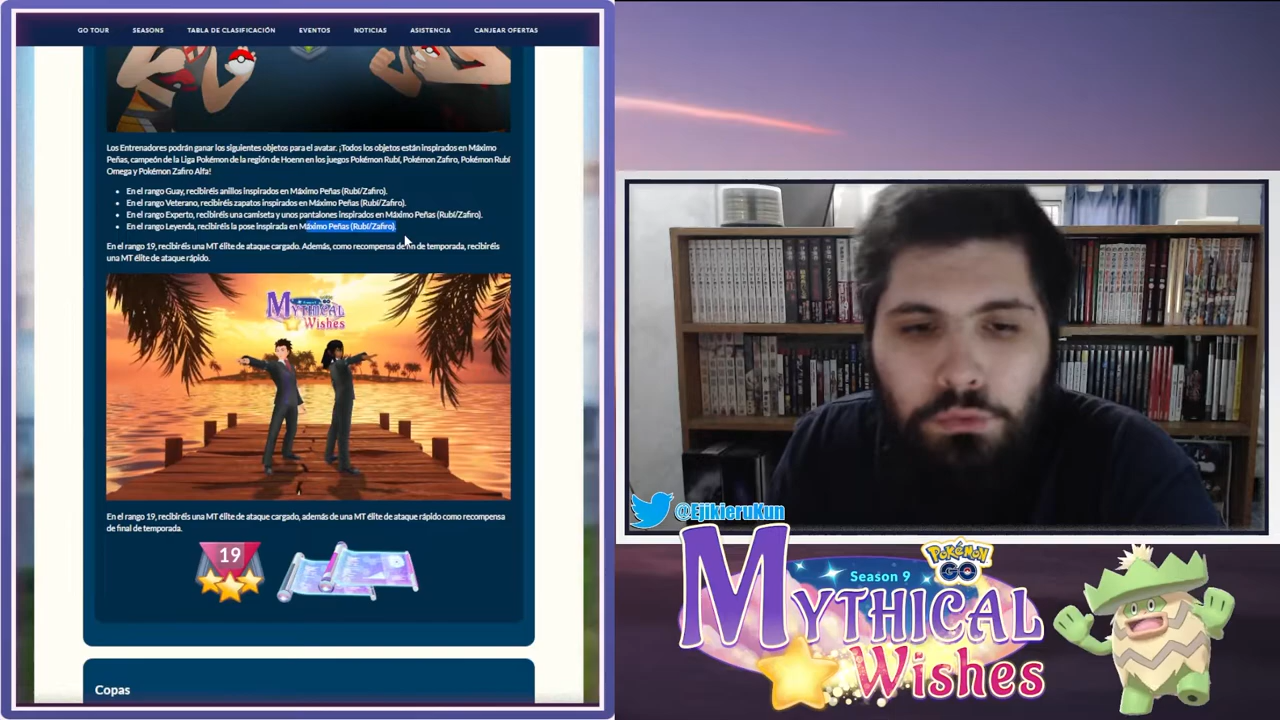 GO TOUR SEASONS TABLA DE CLASIFICACIÓN EVENTOS NOTICIAS ASISTENCIA CANJEAR OFERTAS
Los Entrenadores podrán ganar los siguientes objetos para el avatar. ¡Todos los objetos están inspirados en Máximo
Peñas, campeón de la Liga Pokémon de la región de Hoenn en los juegos Pokémon Rubí, Pokémon Zafiro, Pokémon Rubí
Omega y Pokémon Zafiro Alfa!
• En el rango Guay, recibiréis anillos inspirados en Máximo Peñas (Rubí/Zafiro).
• En el rango Veterano, recibiréis zapatos inspirados en Máximo Peñas (Rubí/Zafiro).
• En el rango Experto, recibiréis una camiseta y unos pantalones inspirados en Máximo Peñas (Rubí/Zafiro).
• En el rango Leyenda, recibiréis la pose inspirada en Máximo Peñas (Rubí/Zafiro).
En el rango 19, recibiréis una MT élite de ataque cargado. Además, como recompensa de fin de temporada, recibiréis
una MT élite de ataque rápido.
MYTHICAL
Wishes
En el rango 19, recibiréis una MT élite de ataque cargado, además de una MT élite de ataque rápido como recompensa
de final de temporada.
19
Copas
@EjikieruKun
Pokémon
GO
Season 9
MYTHICAL
Wishes